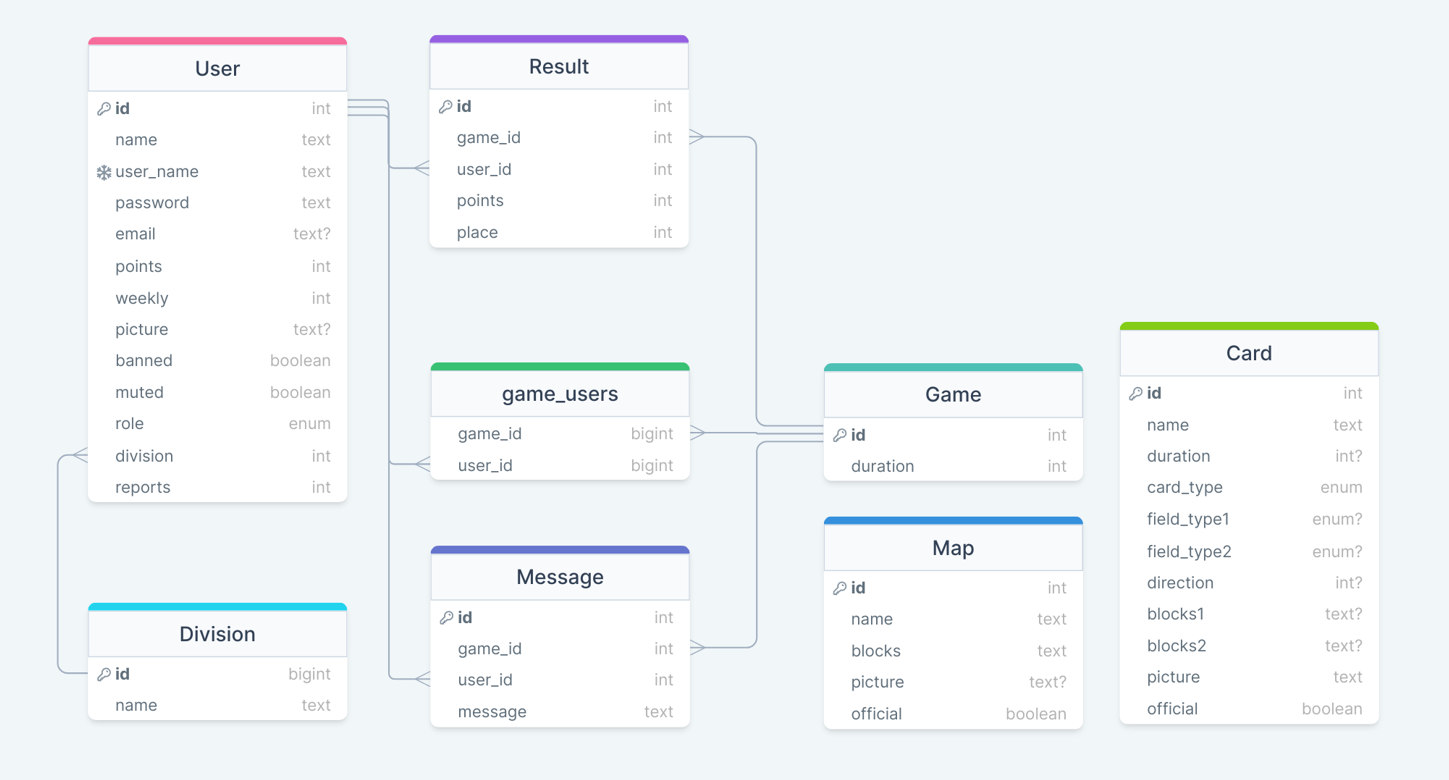 User
id int
name text
user_name text
password text
email text?
points int
weekly int
picture text?
banned boolean
muted boolean
role enum
division int
reports int
Division
id bigint
name text
Result
id int
game_id int
user_id int
points int
place int
game_users
game_id bigint
user_id bigint
Message
id int
game_id int
user_id int
message text
Game
id int
duration int
Map
id int
name text
blocks text
picture text?
official boolean
Card
id int
name text
duration int?
card_type enum
field_type1 enum?
field_type2 enum?
direction int?
blocks1 text?
blocks2 text?
picture text
official boolean